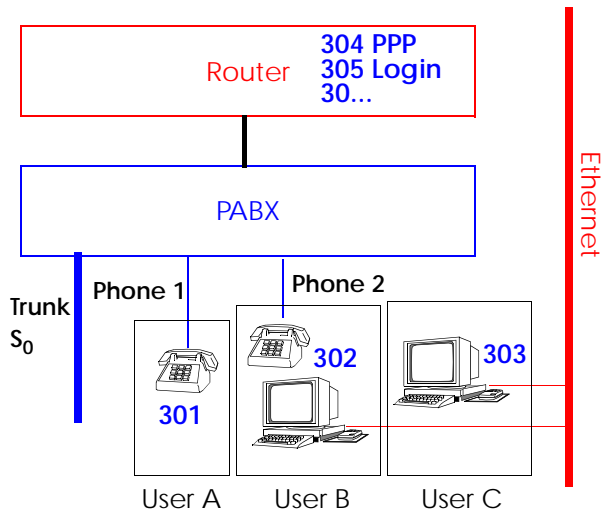 Router
304 PPP
305 Login
30...
Ethernet
PABX
Trunk
S0
Phone 1
Phone 2
301
302
303
User A
User B
User C